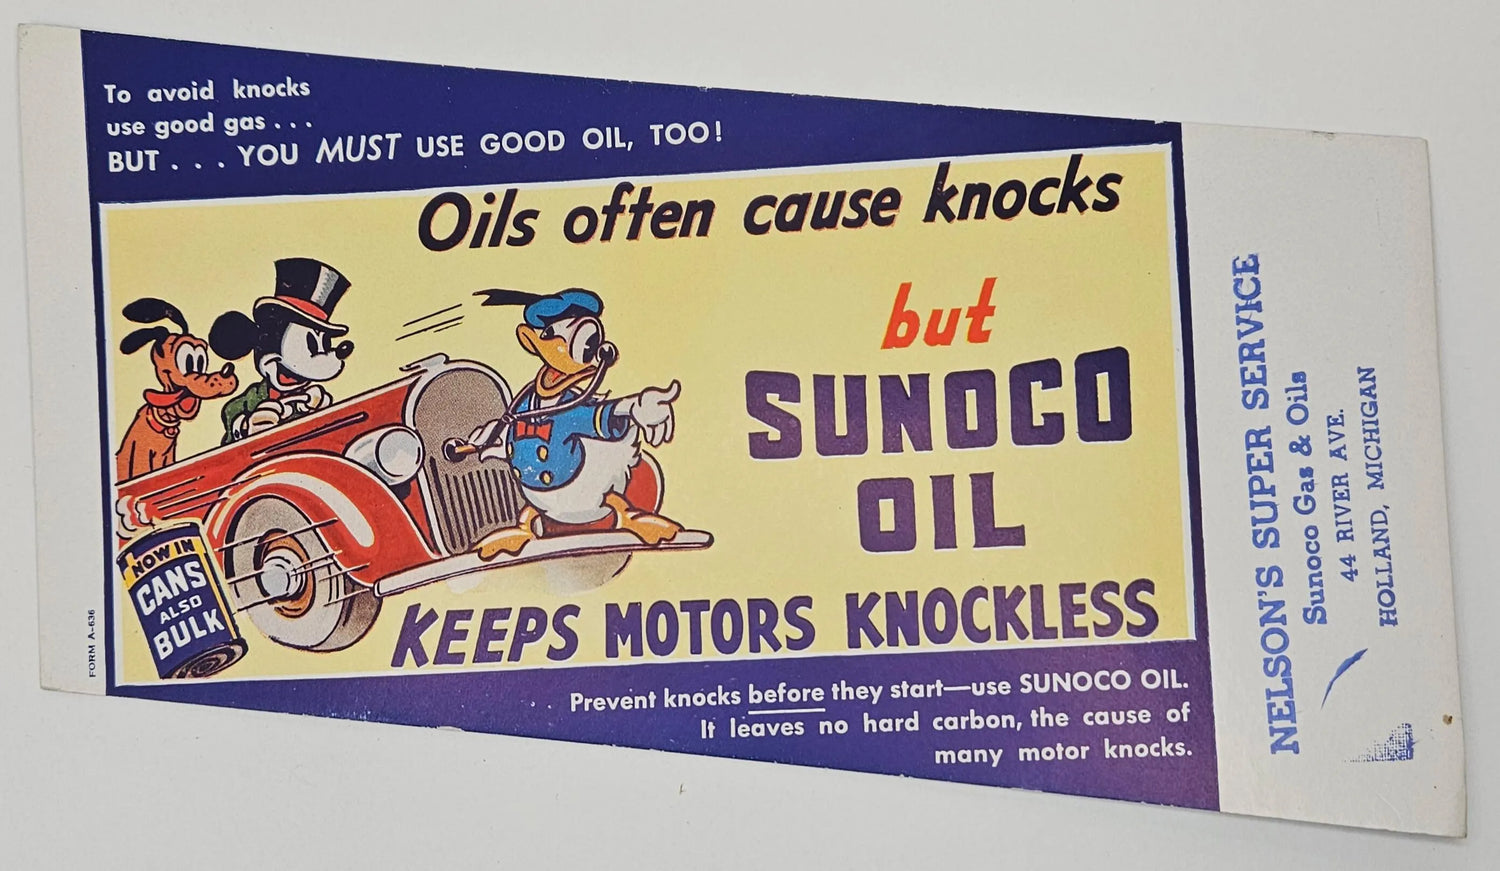 To avoid knocks
use good gas . . .
BUT . . . YOU MUST USE GOOD OIL, TOO!
Oils often cause knocks
but
SUNOCO
OIL
KEEPS MOTORS KNOCKLESS
NOW IN
CANS
ALSO
BULK
FORM A-636
Prevent knocks before they start—use SUNOCO OIL.
It leaves no hard carbon, the cause of
many motor knocks.
NELSON'S SUPER SERVICE
Sunoco Gas & Oils
44 RIVER AVE.
HOLLAND, MICHIGAN